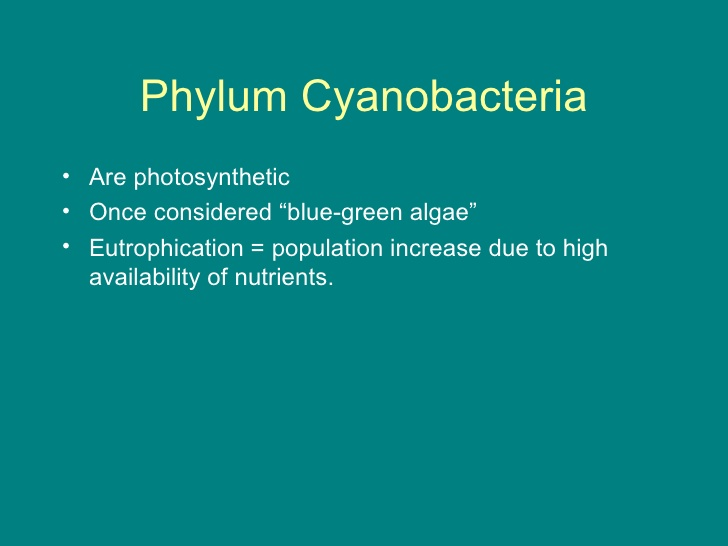 Phylum Cyanobacteria
• Are photosynthetic
• Once considered “blue-green algae”
• Eutrophication = population increase due to high
availability of nutrients.